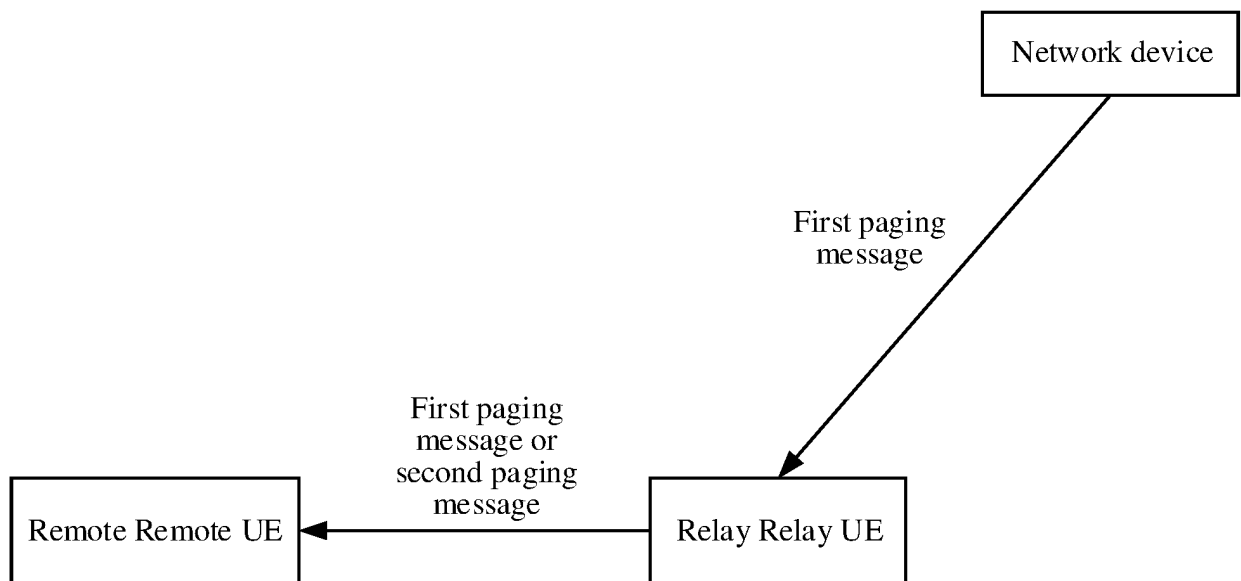 Network device
First paging
message
First paging
message or
second paging
message
Remote Remote UE
Relay Relay UE